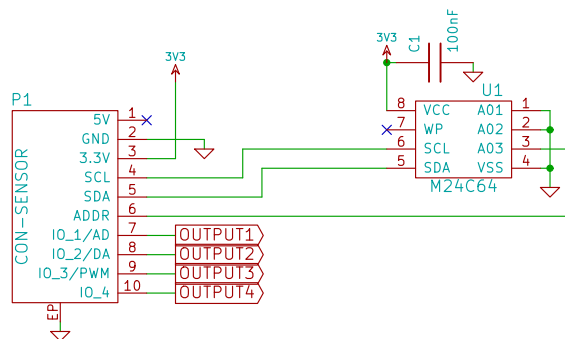 3V3
3V3
C1
100nF
P1
CON-SENSOR
5V 1
GND 2
3.3V 3
SCL 4
SDA 5
ADDR 6
IO_1/AD 7 OUTPUT1
IO_2/DA 8 OUTPUT2
IO_3/PWM 9 OUTPUT3
IO_4 10 OUTPUT4
EP
U1
8 VCC A01 1
7 WP A02 2
6 SCL A03 3
5 SDA VSS 4
M24C64